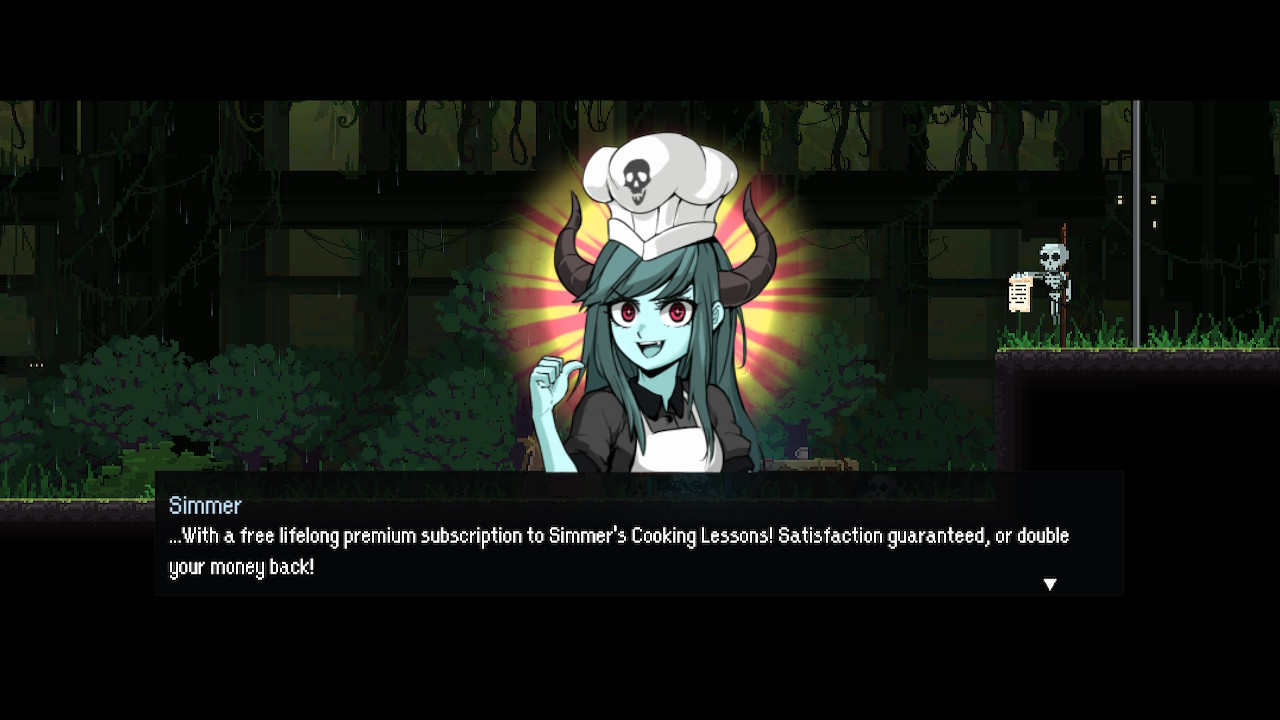 Simmer
...With a free lifelong premium subscription to Simmer's Cooking Lessons! Satisfaction guaranteed, or double
your money back!